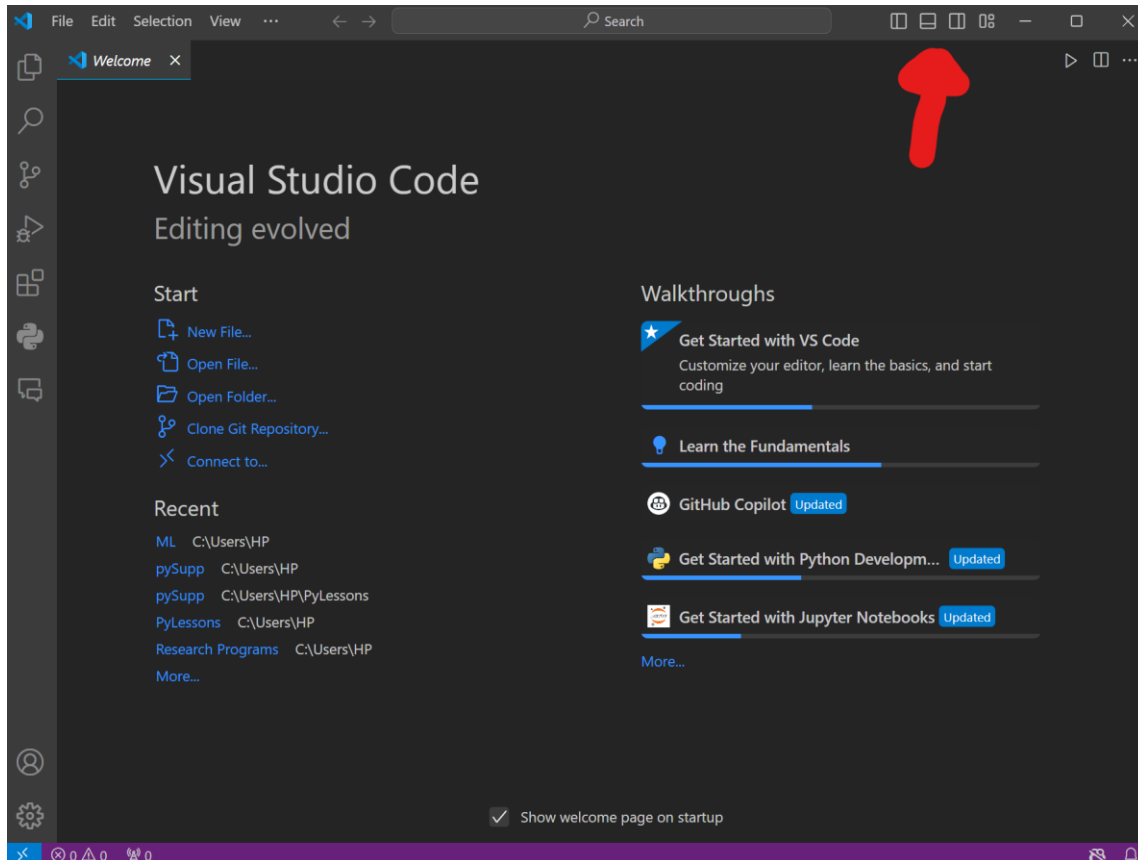 File Edit Selection View ··· Search
Welcome
Visual Studio Code
Editing evolved
Start
New File...
Open File...
Open Folder...
Clone Git Repository...
Connect to...
Recent
ML C:\Users\HP
pySupp C:\Users\HP
pySupp C:\Users\HP\PyLessons
PyLessons C:\Users\HP
Research Programs C:\Users\HP
More...
Walkthroughs
Get Started with VS Code
Customize your editor, learn the basics, and start
coding
Learn the Fundamentals
GitHub Copilot Updated
Get Started with Python Developm... Updated
Get Started with Jupyter Notebooks Updated
More...
Show welcome page on startup
0 0 0